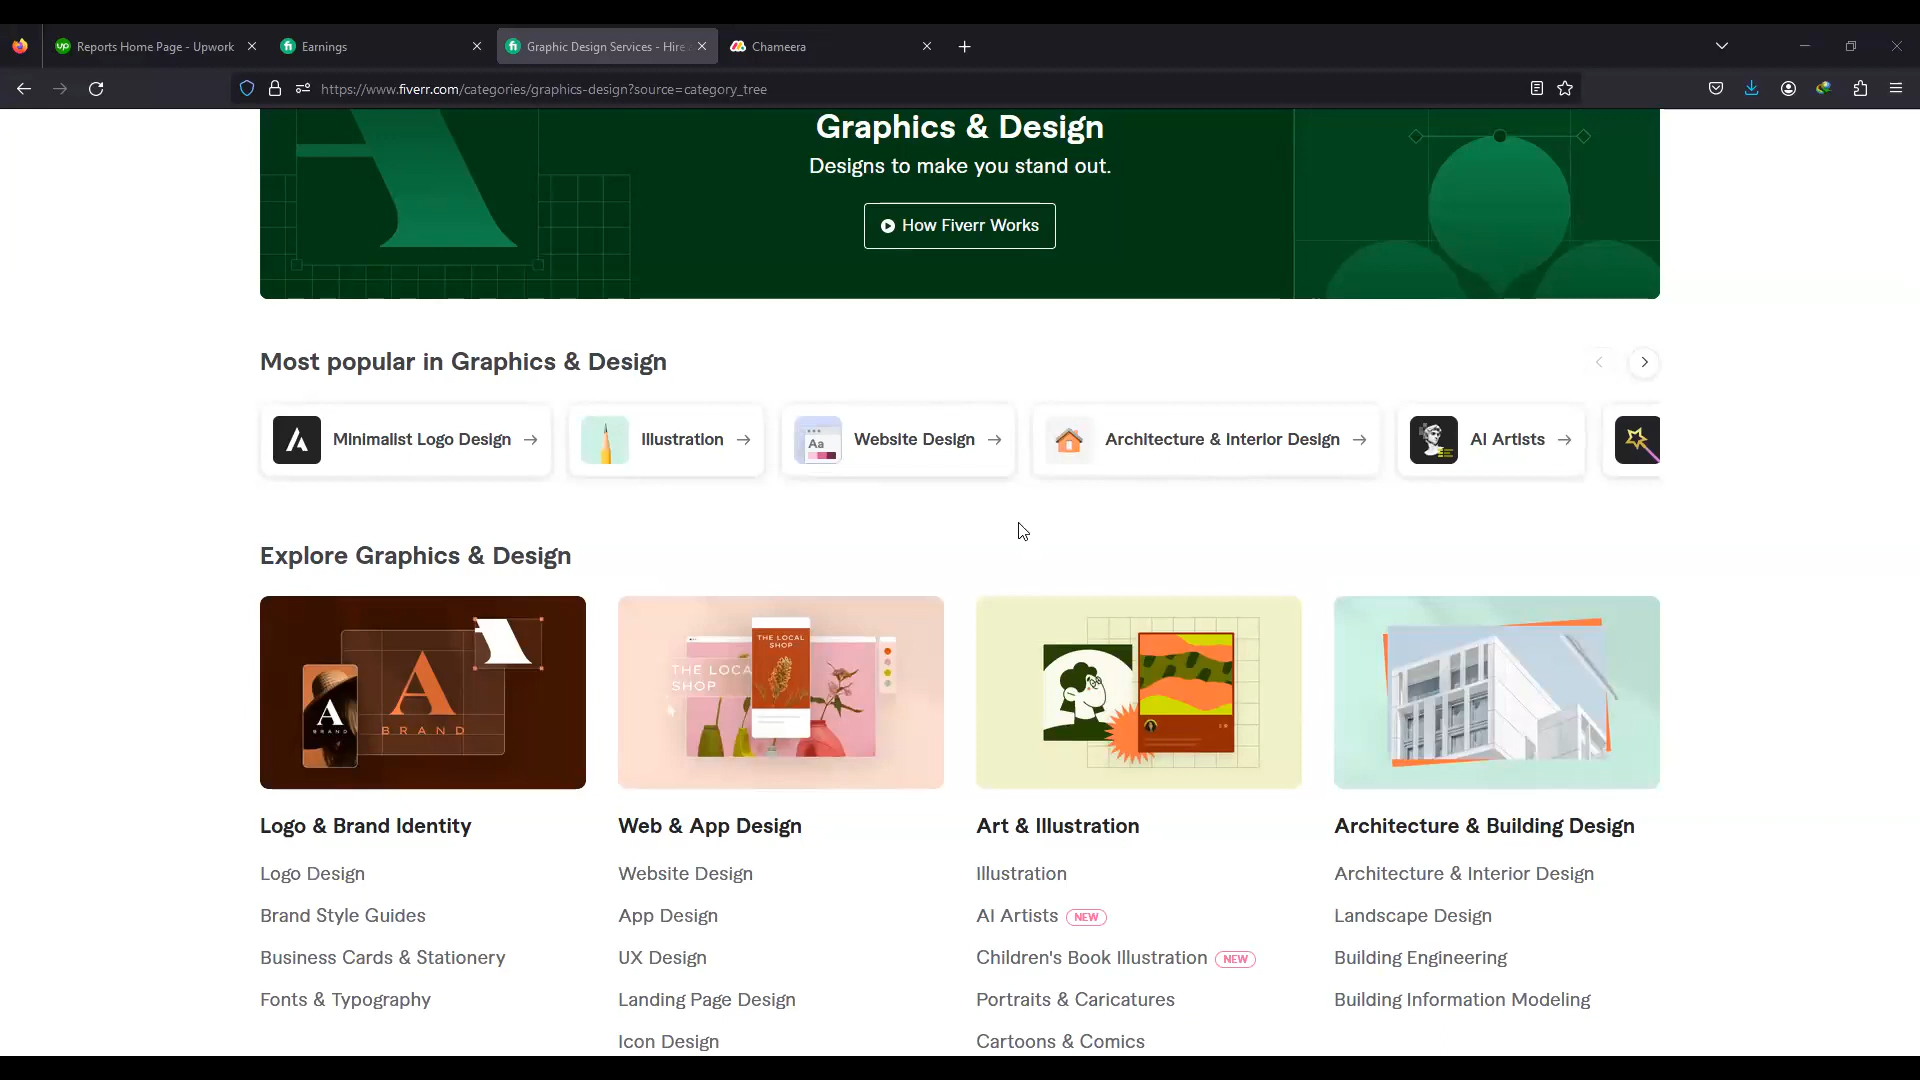 Reports Home Page - Upwork
Earnings
Graphic Design Services - Hire
Chameera
https://www.fiverr.com/categories/graphics-design?source=category_tree
Graphics & Design
Designs to make you stand out.
How Fiverr Works
Most popular in Graphics & Design
Minimalist Logo Design
Illustration
Website Design
Architecture & Interior Design
AI Artists
Explore Graphics & Design
A
BRAND
A
BRAND
THE LOCA
SHOP
THE LOCAL
SHOP
Logo & Brand Identity
Logo Design
Brand Style Guides
Business Cards & Stationery
Fonts & Typography
Web & App Design
Website Design
App Design
UX Design
Landing Page Design
Icon Design
Art & Illustration
Illustration
AI Artists NEW
Children's Book Illustration NEW
Portraits & Caricatures
Cartoons & Comics
Architecture & Building Design
Architecture & Interior Design
Landscape Design
Building Engineering
Building Information Modeling